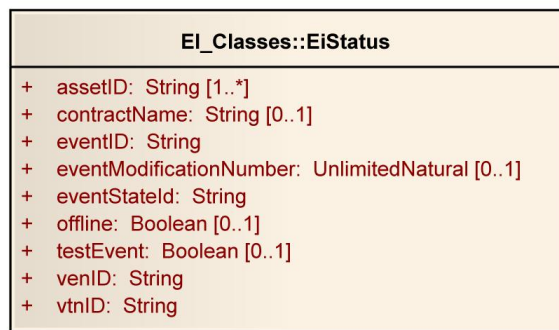 EI_Classes::EiStatus
+ assetID: String [1..*]
+ contractName: String [0..1]
+ eventID: String
+ eventModificationNumber: UnlimitedNatural [0..1]
+ eventStateId: String
+ offline: Boolean [0..1]
+ testEvent: Boolean [0..1]
+ venID: String
+ vtnID: String